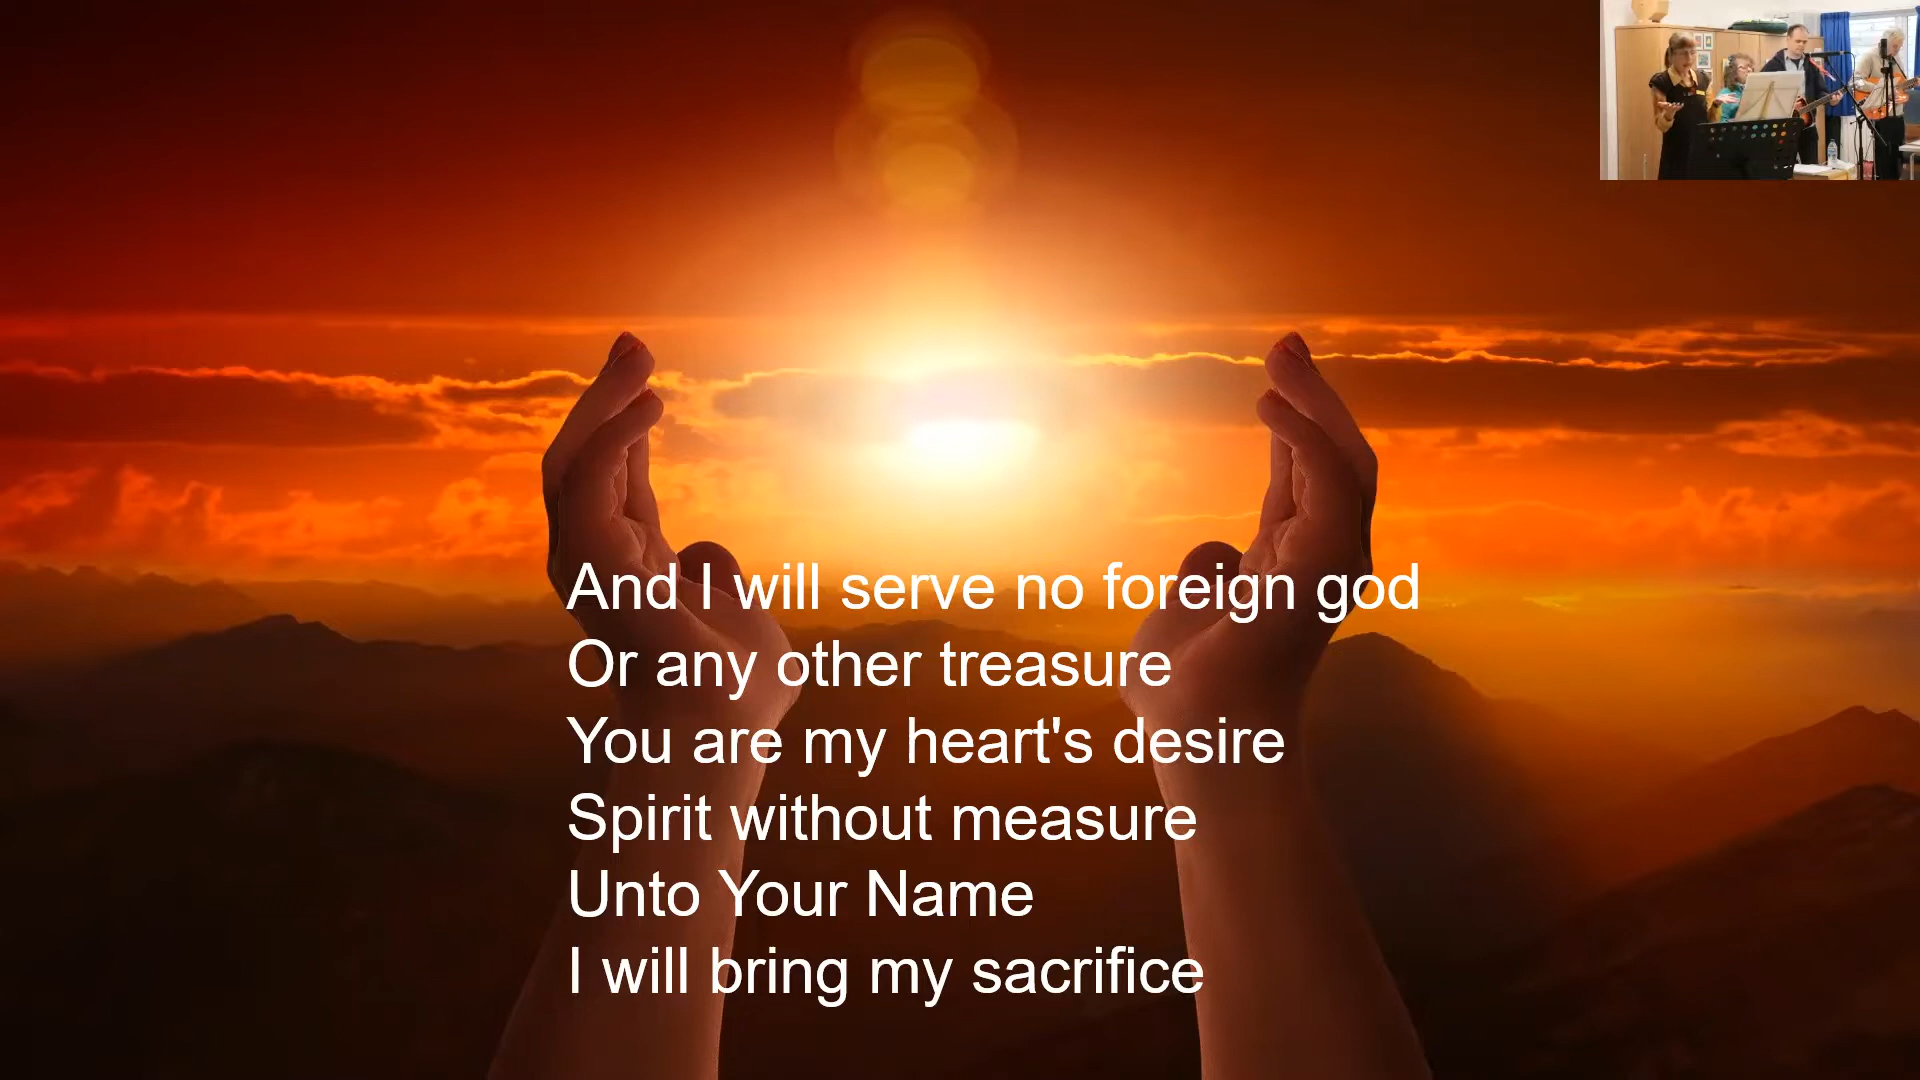 And I will serve no foreign god
Or any other treasure
You are my heart's desire
Spirit without measure
Unto Your Name
I will bring my sacrifice